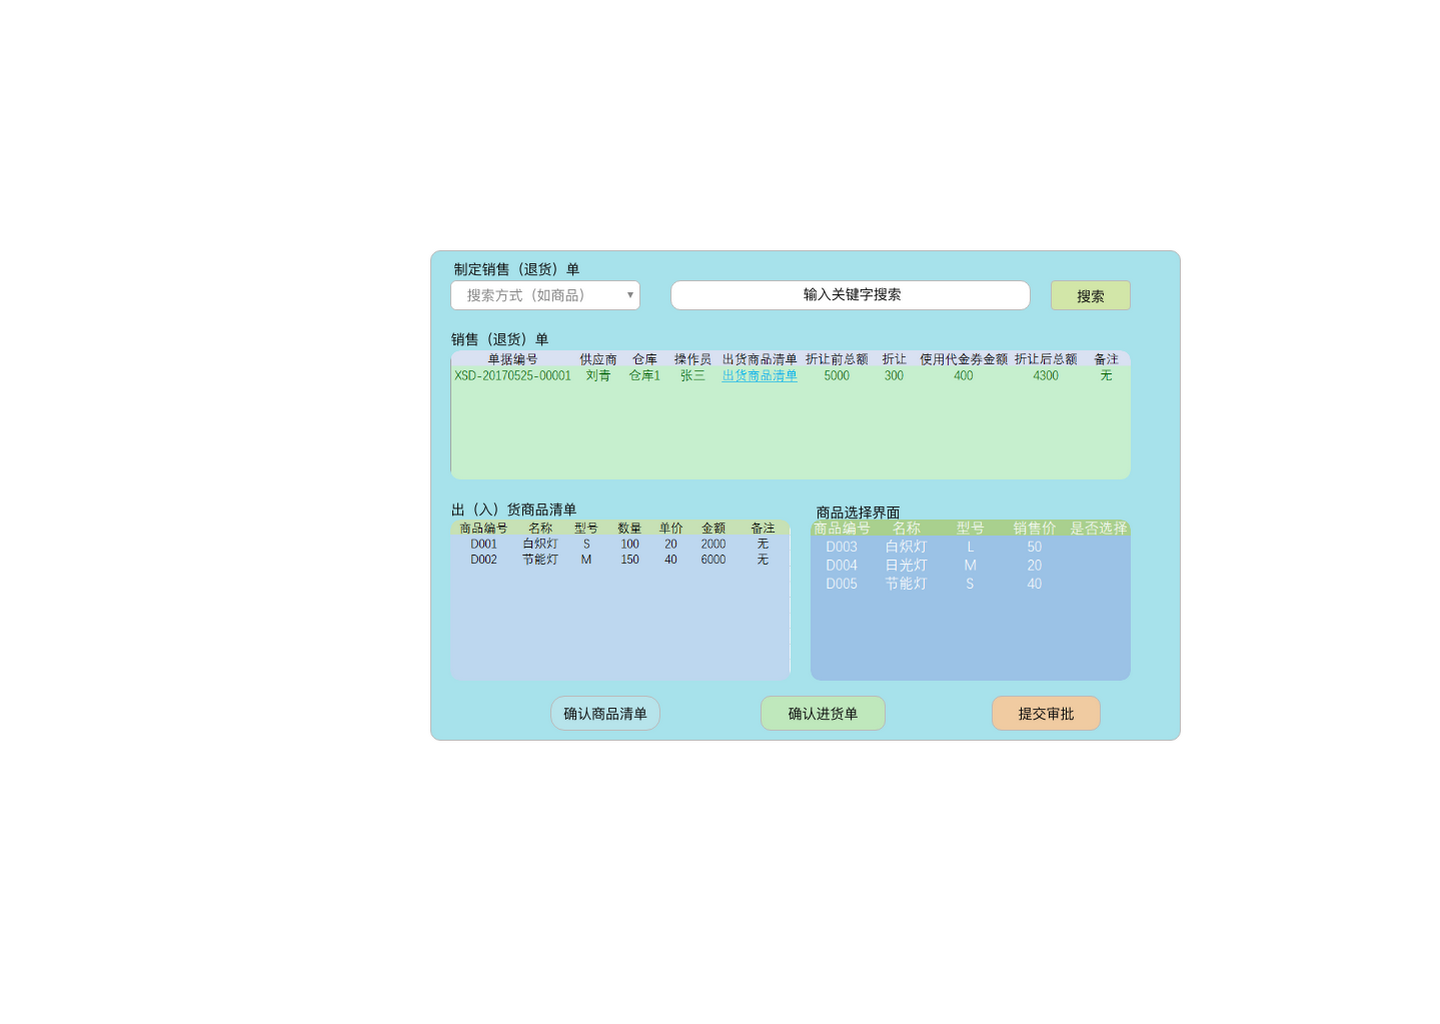 制定销售（退货）单
搜索方式（如商品） ▼ 输入关键字搜索 搜索
销售（退货）单
单据编号 供应商 仓库 操作员 出货商品清单 折让前总额 折让 使用代金券金额 折让后总额 备注
XSD-20170525-00001 刘青 仓库1 张三 出货商品清单 5000 300 400 4300 无
出（入）货商品清单
商品编号 名称 型号 数量 单价 金额 备注
D001 白炽灯 S 100 20 2000 无
D002 节能灯 M 150 40 6000 无
商品选择界面
商品编号 名称 型号 销售价 是否选择
D003 白炽灯 L 50
D004 日光灯 M 20
D005 节能灯 S 40
确认商品清单 确认进货单 提交审批